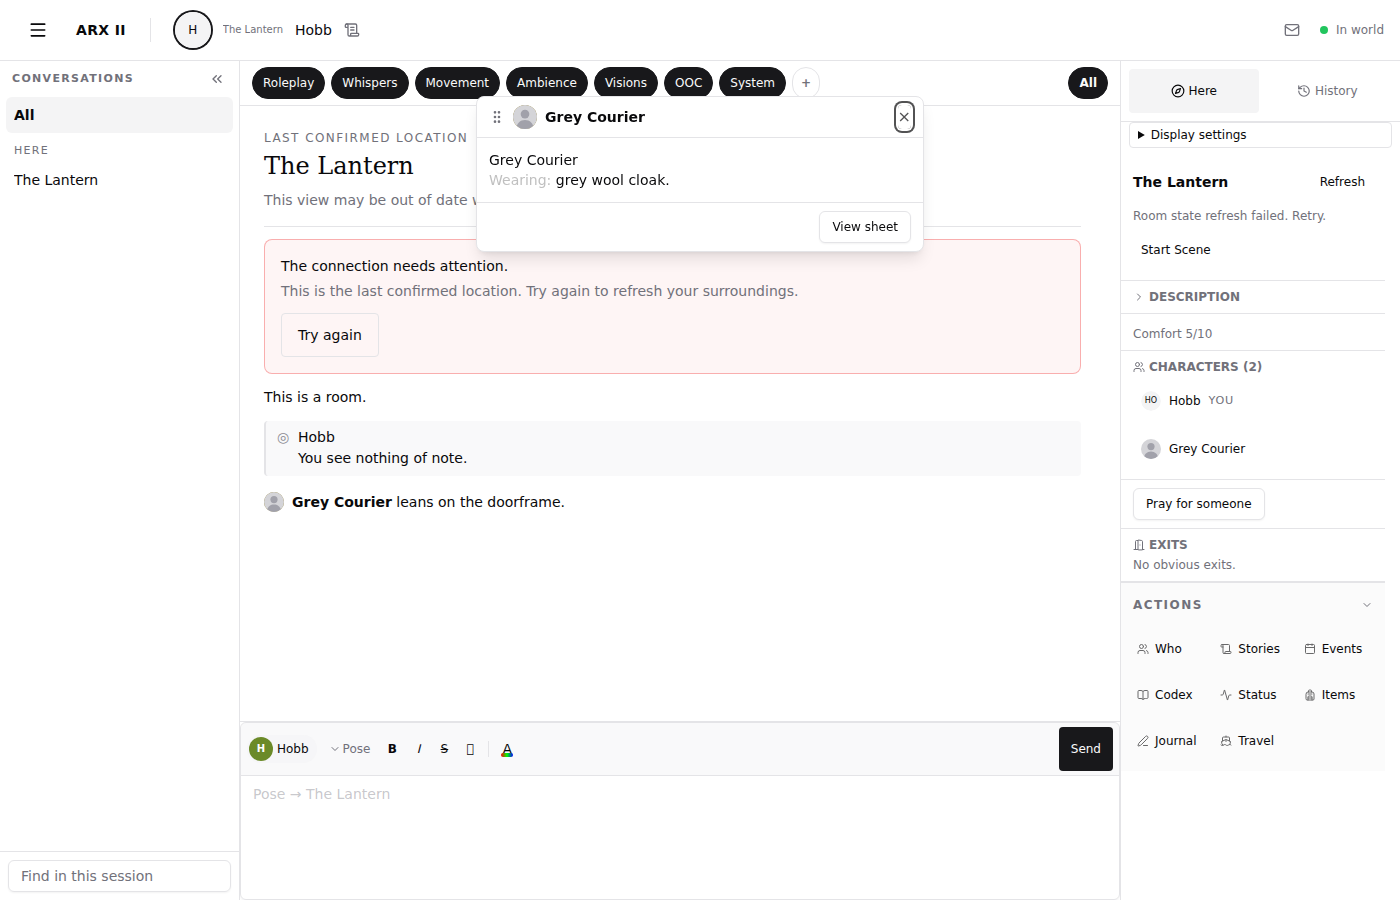 ARX II
H
The Lantern
Hobb
In world
CONVERSATIONS
All
HERE
The Lantern
Find in this session
Roleplay
Whispers
Movement
Ambience
Visions
OOC
System
+
All
LAST CONFIRMED LOCATION
The Lantern
This view may be out of date
Grey Courier
Grey Courier
Wearing: grey wool cloak.
View sheet
The connection needs attention.
This is the last confirmed location. Try again to refresh your surroundings.
Try again
This is a room.
Hobb
You see nothing of note.
Grey Courier leans on the doorframe.
H
Hobb
Pose
B
I
S
A
Send
Pose → The Lantern
Here
History
Display settings
The Lantern
Refresh
Room state refresh failed. Retry.
Start Scene
DESCRIPTION
Comfort 5/10
CHARACTERS (2)
HO
Hobb YOU
Grey Courier
Pray for someone
EXITS
No obvious exits.
ACTIONS
Who
Stories
Events
Codex
Status
Items
Journal
Travel